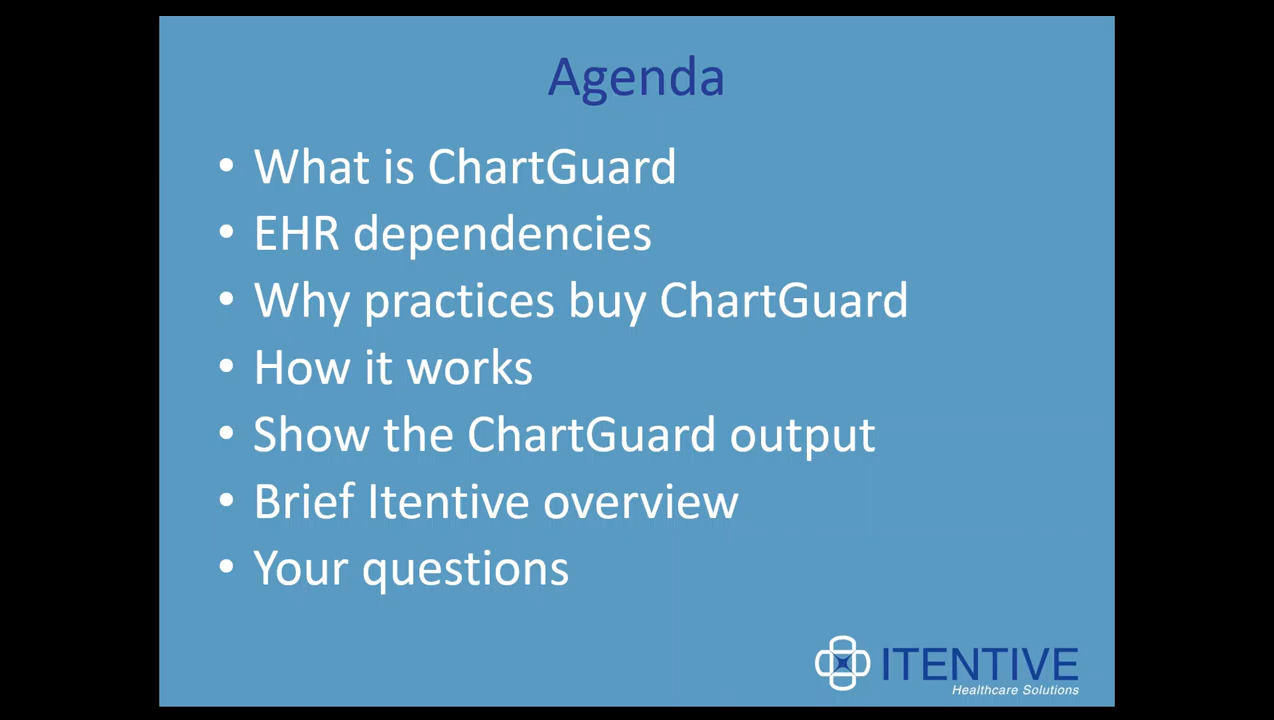 Agenda
• What is ChartGuard
• EHR dependencies
• Why practices buy ChartGuard
• How it works
• Show the ChartGuard output
• Brief Itentive overview
• Your questions
ITENTIVE
Healthcare Solutions